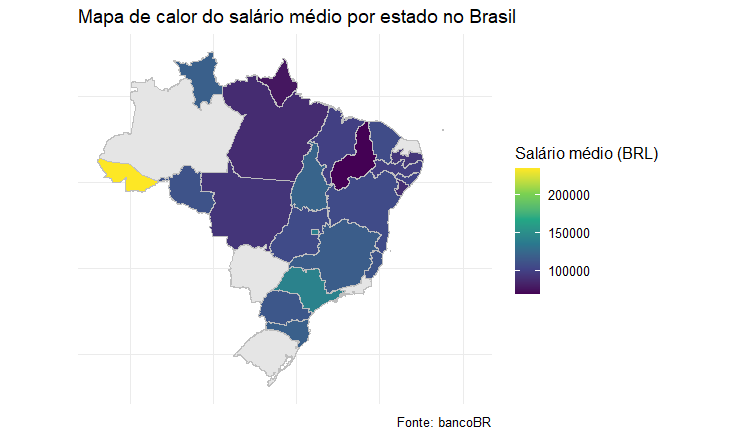 Mapa de calor do salário médio por estado no Brasil
Salário médio (BRL)
200000
150000
100000
Fonte: bancoBR